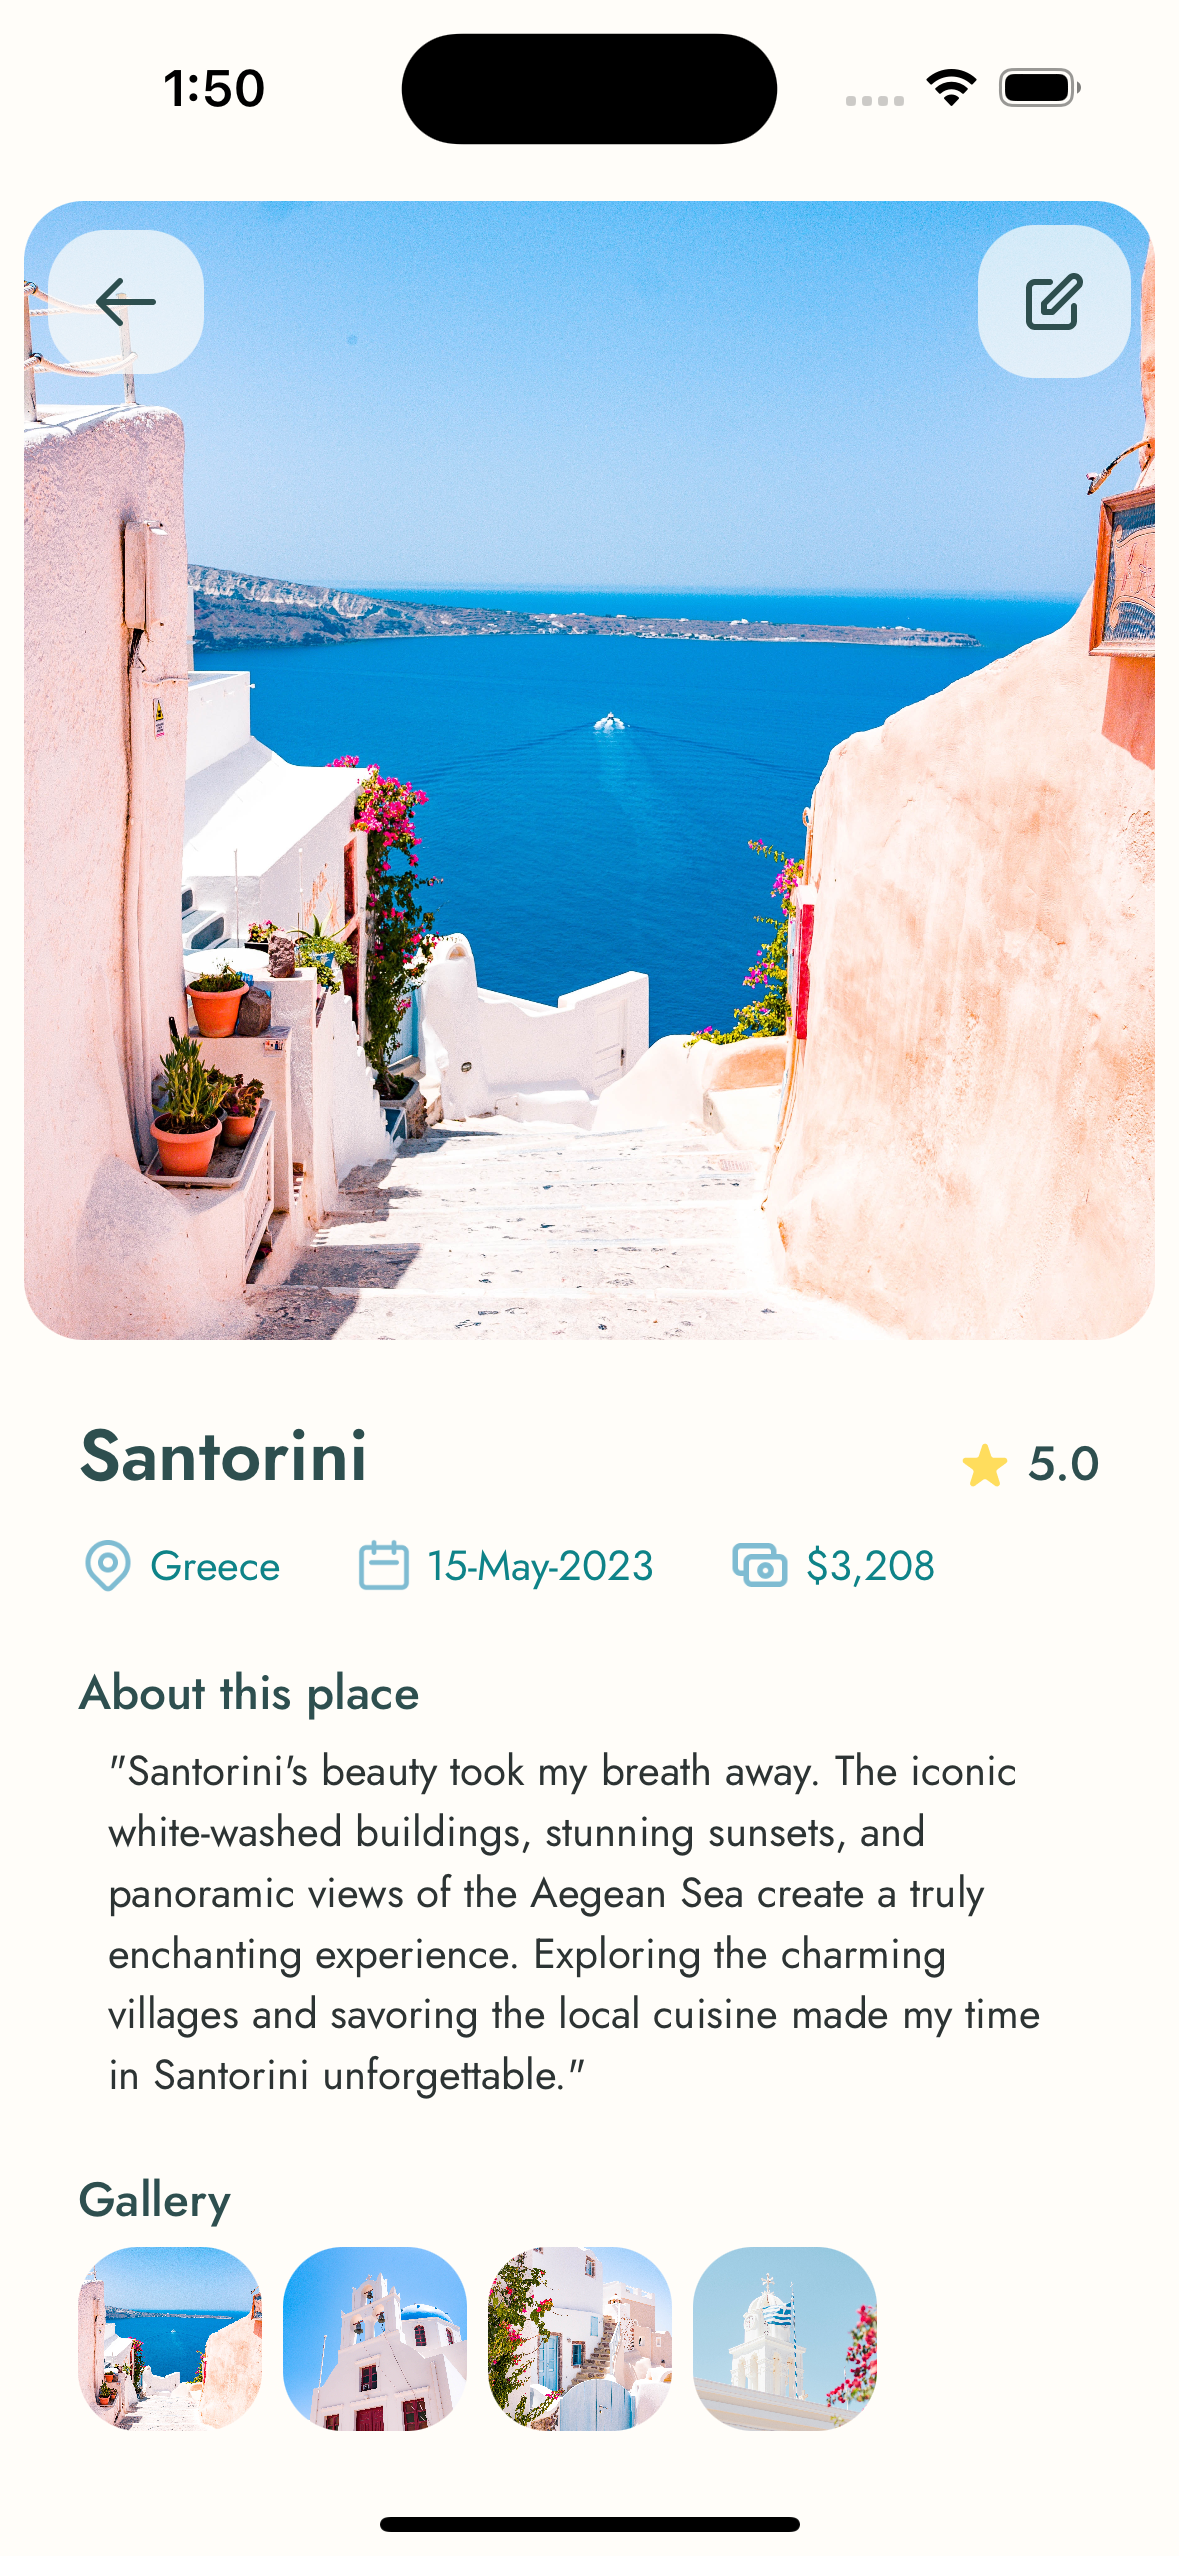 1:50
Santorini
5.0
Greece
15-May-2023
$3,208
About this place
"Santorini's beauty took my breath away. The iconic
white-washed buildings, stunning sunsets, and
panoramic views of the Aegean Sea create a truly
enchanting experience. Exploring the charming
villages and savoring the local cuisine made my time
in Santorini unforgettable."
Gallery